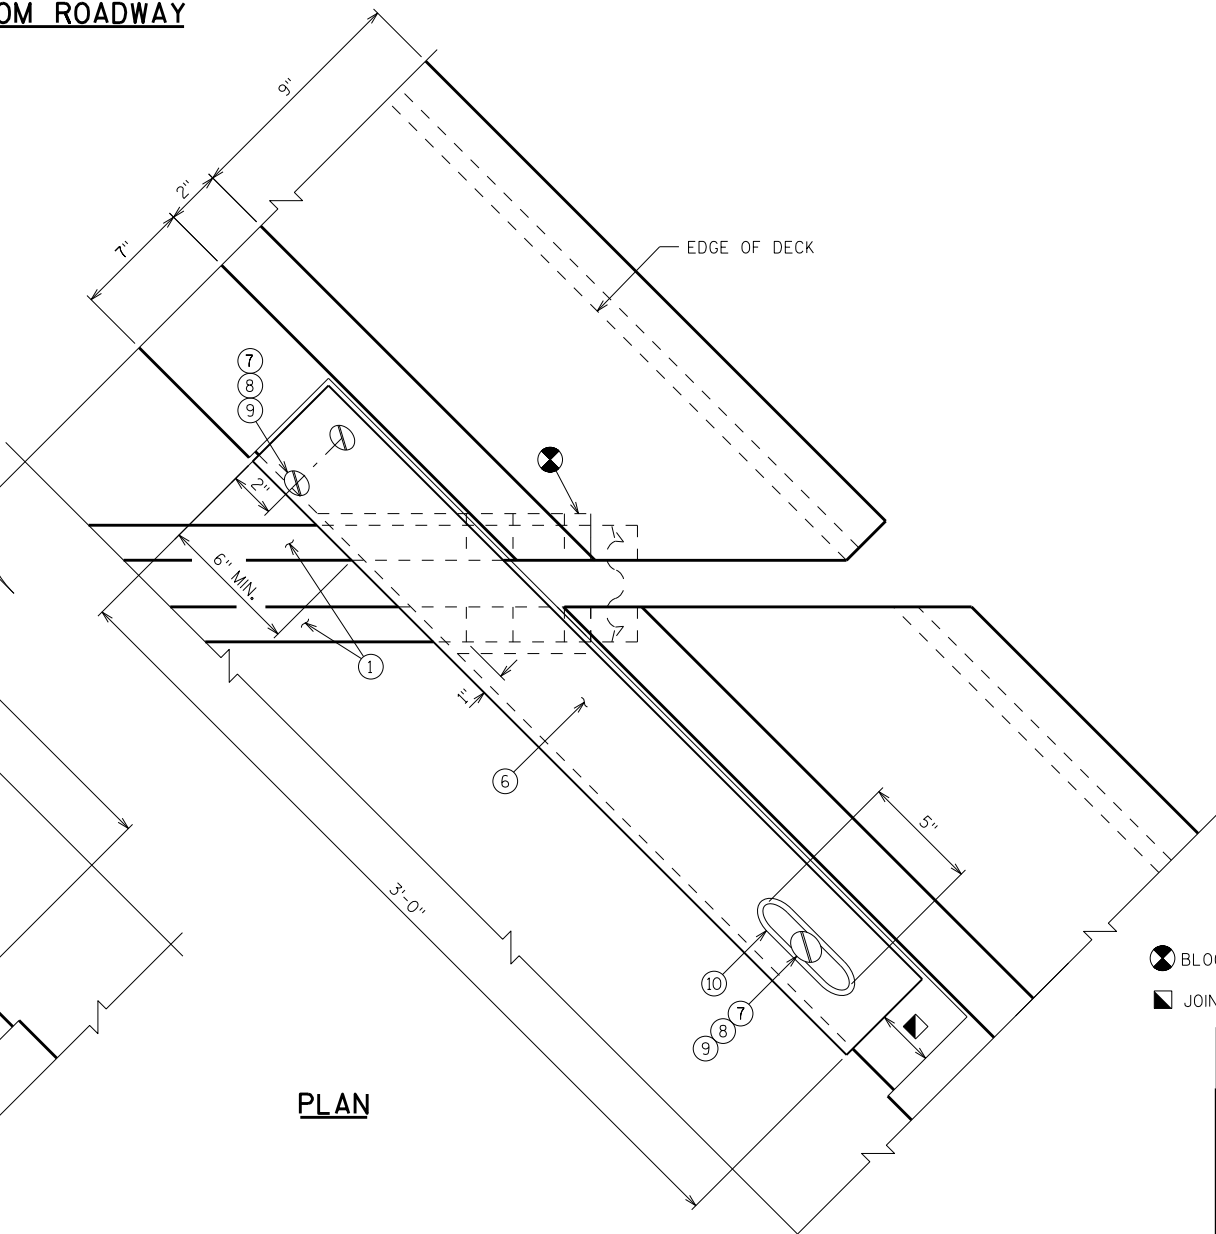 OM ROADWAY
9"
2"
7"
EDGE OF DECK
7
8
9
2"
6" MIN.
1
1"
6
5"
3'-0"
10
7
8
9
BLO
JOIN
PLAN